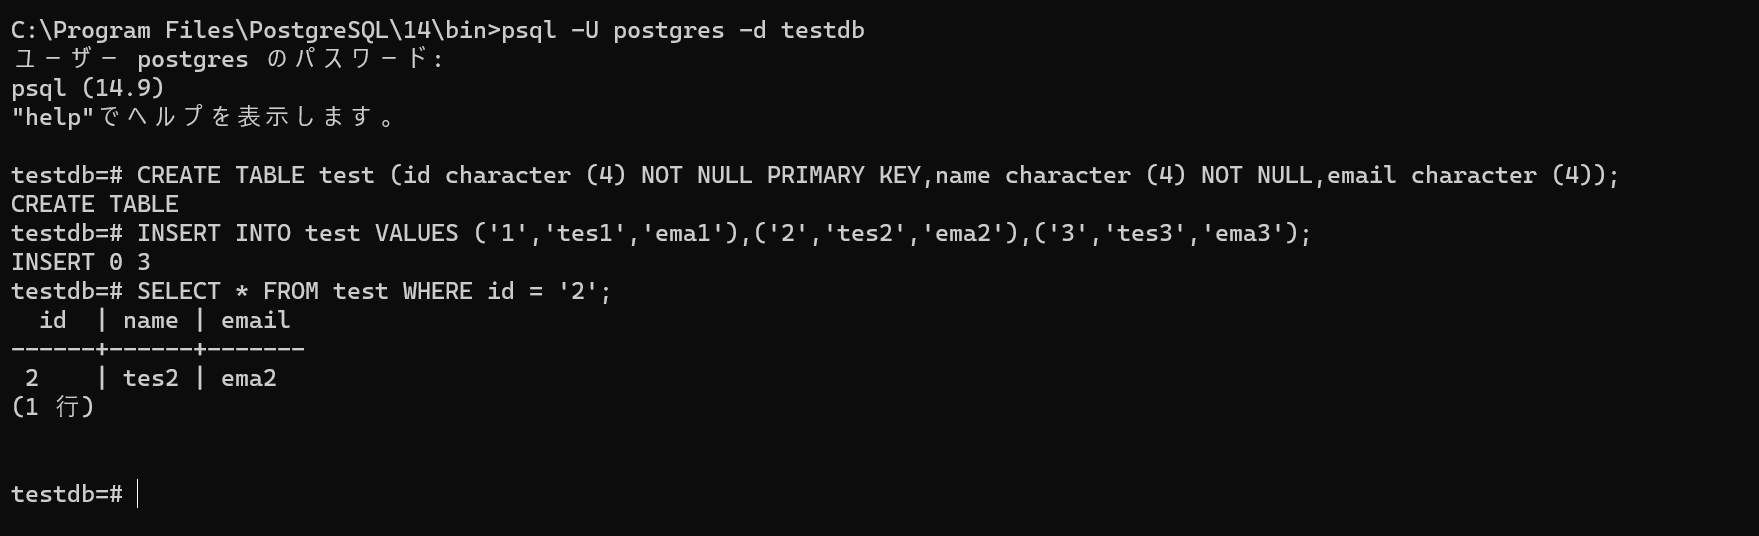 C:\Program Files\PostgreSQL\14\bin>psql -U postgres -d testdb
ユーザー postgres のパスワード:
psql (14.9)
"help"でヘルプを表示します。
testdb=# CREATE TABLE test (id character (4) NOT NULL PRIMARY KEY,name character (4) NOT NULL,email character (4));
CREATE TABLE
testdb=# INSERT INTO test VALUES ('1','tes1','ema1'),('2','tes2','ema2'),('3','tes3','ema3');
INSERT 0 3
testdb=# SELECT * FROM test WHERE id = '2';
  id  | name | email
------+------+-------
 2    | tes2 | ema2
(1 行)
testdb=#